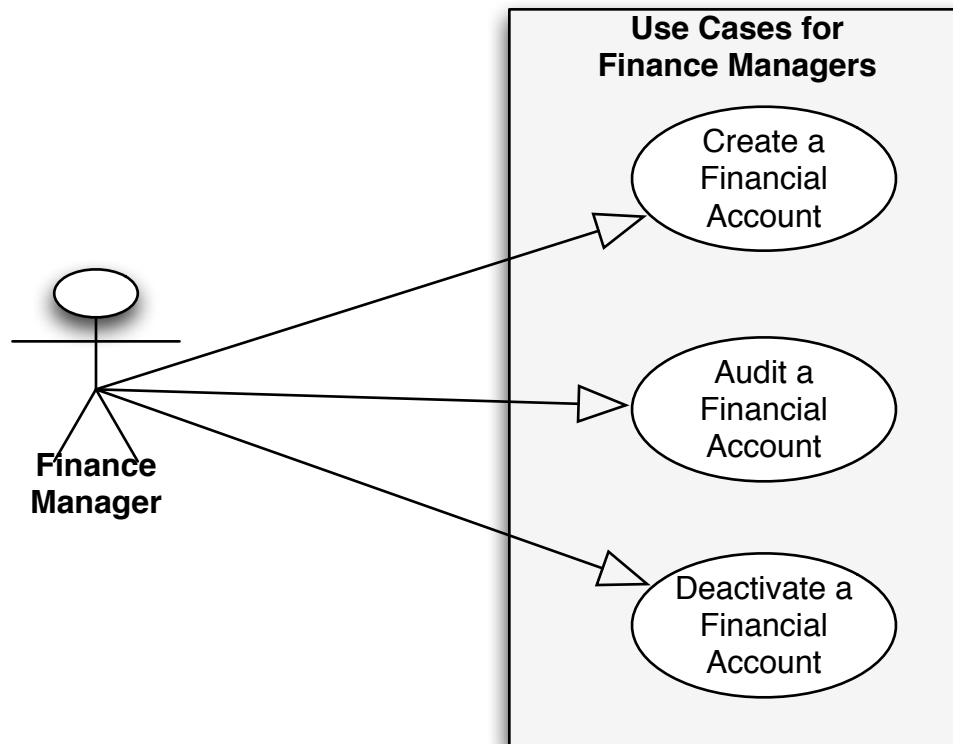 Use Cases for
Finance Managers
Create a
Financial
Account
Audit a
Financial
Account
Finance
Manager
Deactivate a
Financial
Account